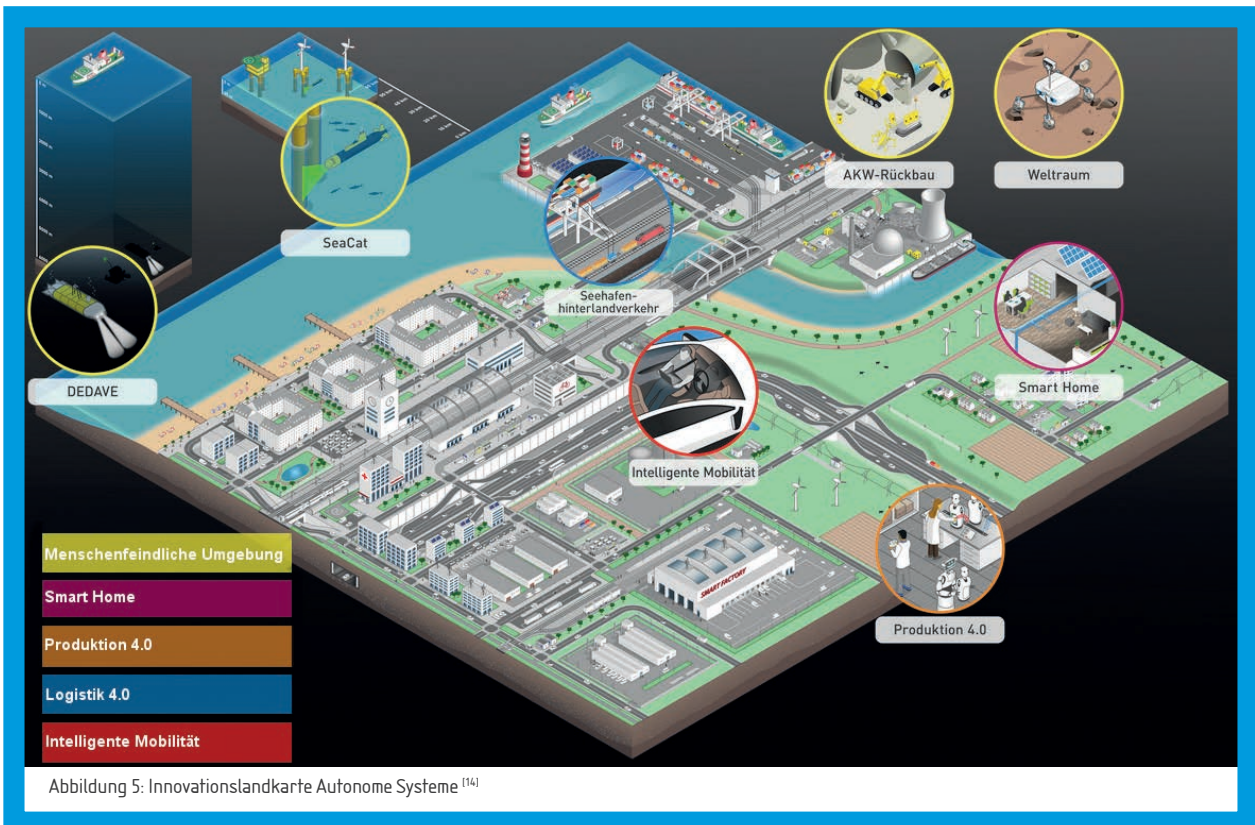 AKW-Rückbau
Weltraum
SeaCat
Seehafen-
hinterlandverkehr
Smart Home
DEDAVE
Intelligente Mobilität
SMART FACTORY
Produktion 4.0
Menschenfeindliche Umgebung
Smart Home
Produktion 4.0
Logistik 4.0
Intelligente Mobilität
Abbildung 5: Innovationslandkarte Autonome Systeme [14]